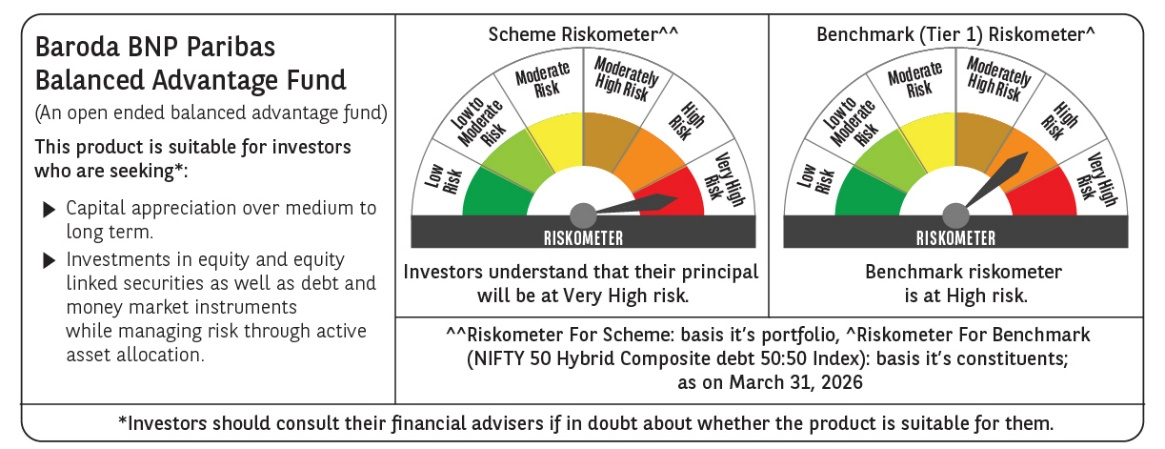 Baroda BNP Paribas
Balanced Advantage Fund
(An open ended balanced advantage fund)
This product is suitable for investors
who are seeking*:
▶ Capital appreciation over medium to
long term.
▶ Investments in equity and equity
linked securities as well as debt and
money market instruments
while managing risk through active
asset allocation.
Scheme Riskometer^^
Low
Risk
Low to
Moderate
Risk
Moderate
Risk
Moderately
High Risk
High
Risk
Very High
Risk
RISKOMETER
Investors understand that their principal
will be at Very High risk.
Benchmark (Tier 1) Riskometer^
Low
Risk
Low to
Moderate
Risk
Moderate
Risk
Moderately
High Risk
High
Risk
Very High
Risk
RISKOMETER
Benchmark riskometer
is at High risk.
^^Riskometer For Scheme: basis it's portfolio, ^Riskometer For Benchmark
(NIFTY 50 Hybrid Composite debt 50:50 Index): basis it's constituents;
as on March 31, 2026
*Investors should consult their financial advisers if in doubt about whether the product is suitable for them.